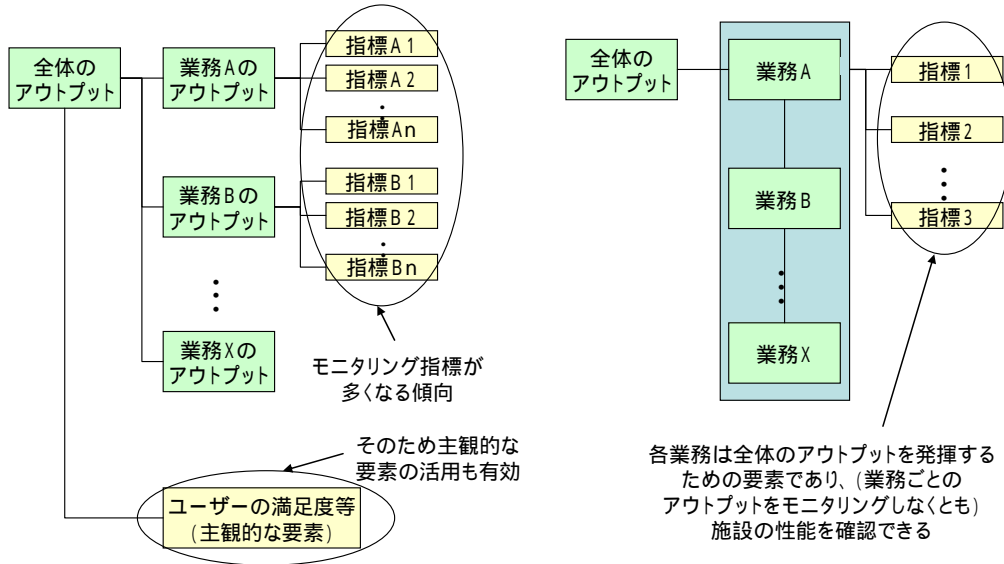 全体の
アウトプット
業務Aの
アウトプット
指標A1
指標A2
指標An
業務Bの
アウトプット
指標B1
指標B2
指標Bn
業務Xの
アウトプット
モニタリング指標が
多くなる傾向
そのため主観的な
要素の活用も有効
ユーザーの満足度等
(主観的な要素)
全体の
アウトプット
業務A
業務B
業務X
指標1
指標2
指標3
各業務は全体のアウトプットを発揮する
ための要素であり、(業務ごとの
アウトプットをモニタリングしなくとも)
施設の性能を確認できる